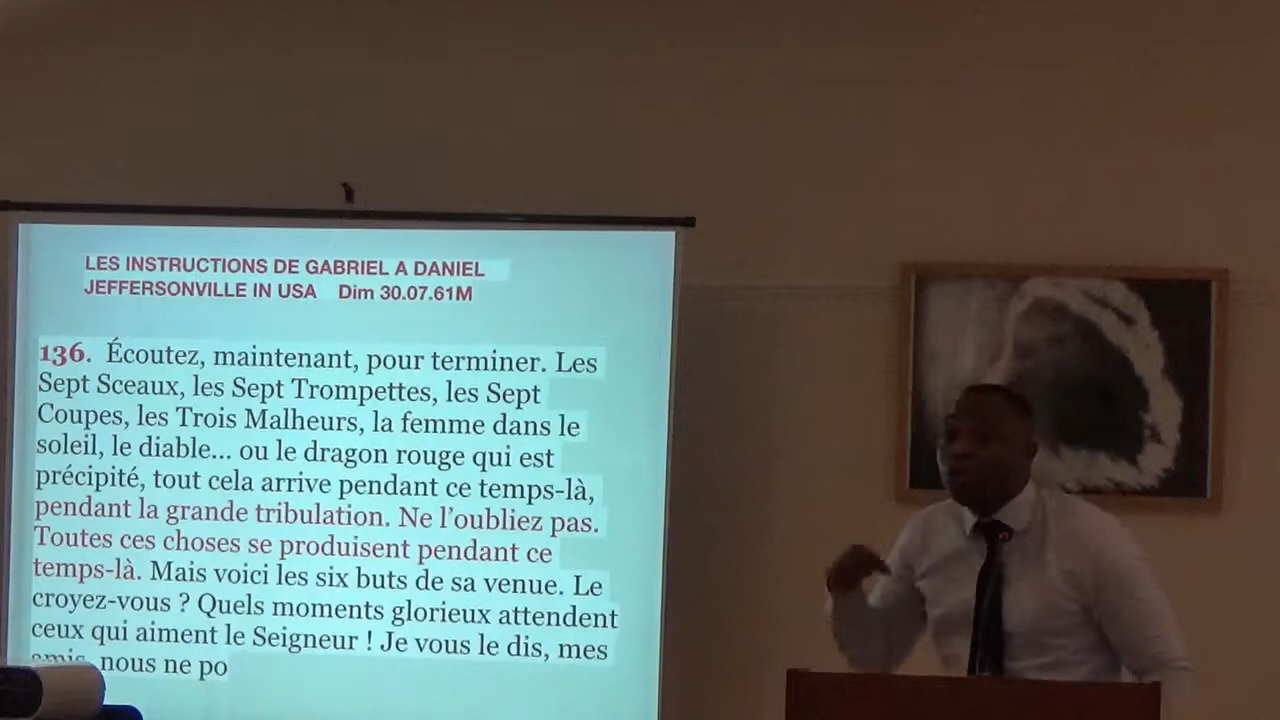 LES INSTRUCTIONS DE GABRIEL A DANIEL
JEFFERSONVILLE IN USA Dim 30.07.61M
136. Écoutez, maintenant, pour terminer. Les
Sept Sceaux, les Sept Trompettes, les Sept
Coupes, les Trois Malheurs, la femme dans le
soleil, le diable... ou le dragon rouge qui est
précipité, tout cela arrive pendant ce temps-là,
pendant la grande tribulation. Ne l’oubliez pas.
Toutes ces choses se produisent pendant ce
temps-là. Mais voici les six buts de sa venue. Le
croyez-vous ? Quels moments glorieux attendent
ceux qui aiment le Seigneur ! Je vous le dis, mes
amis, nous ne po